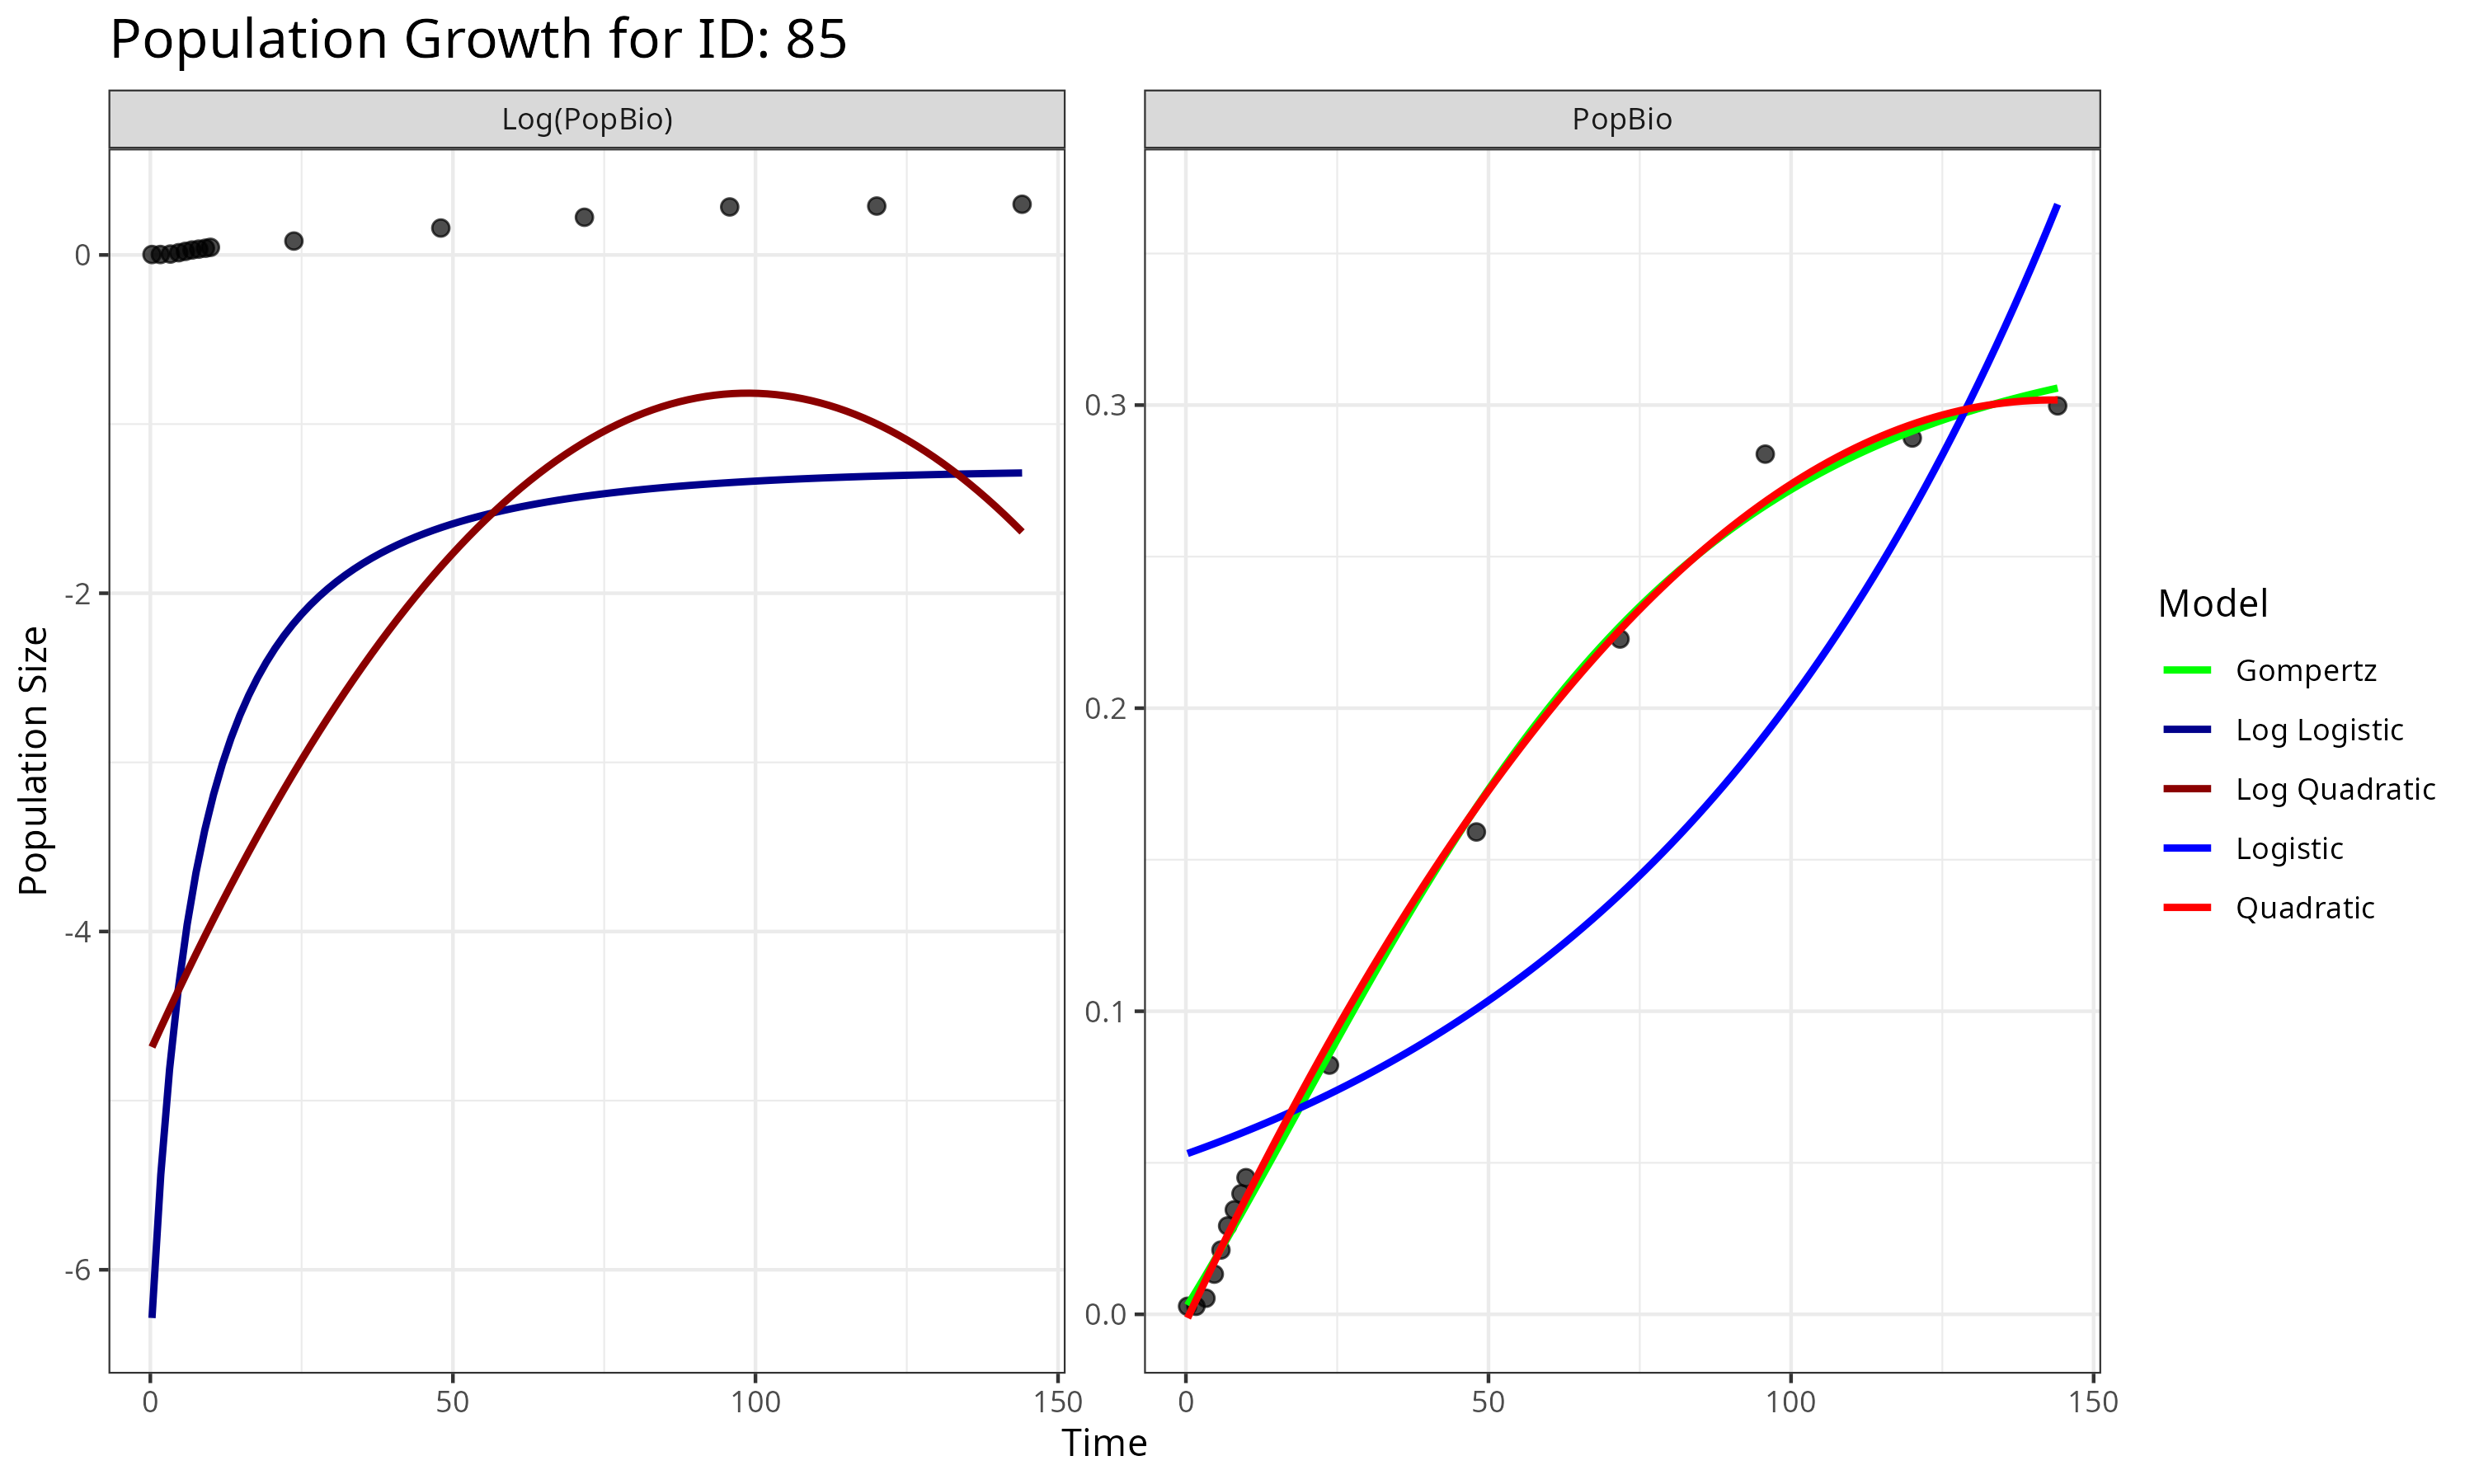 Population Growth for ID: 85
Log(PopBio)
PopBio
Population Size
0
-2
-4
-6
0.3
0.2
0.1
0.0
0 50 100 150
0 50 100 150
Time
Model
Gompertz
Log Logistic
Log Quadratic
Logistic
Quadratic